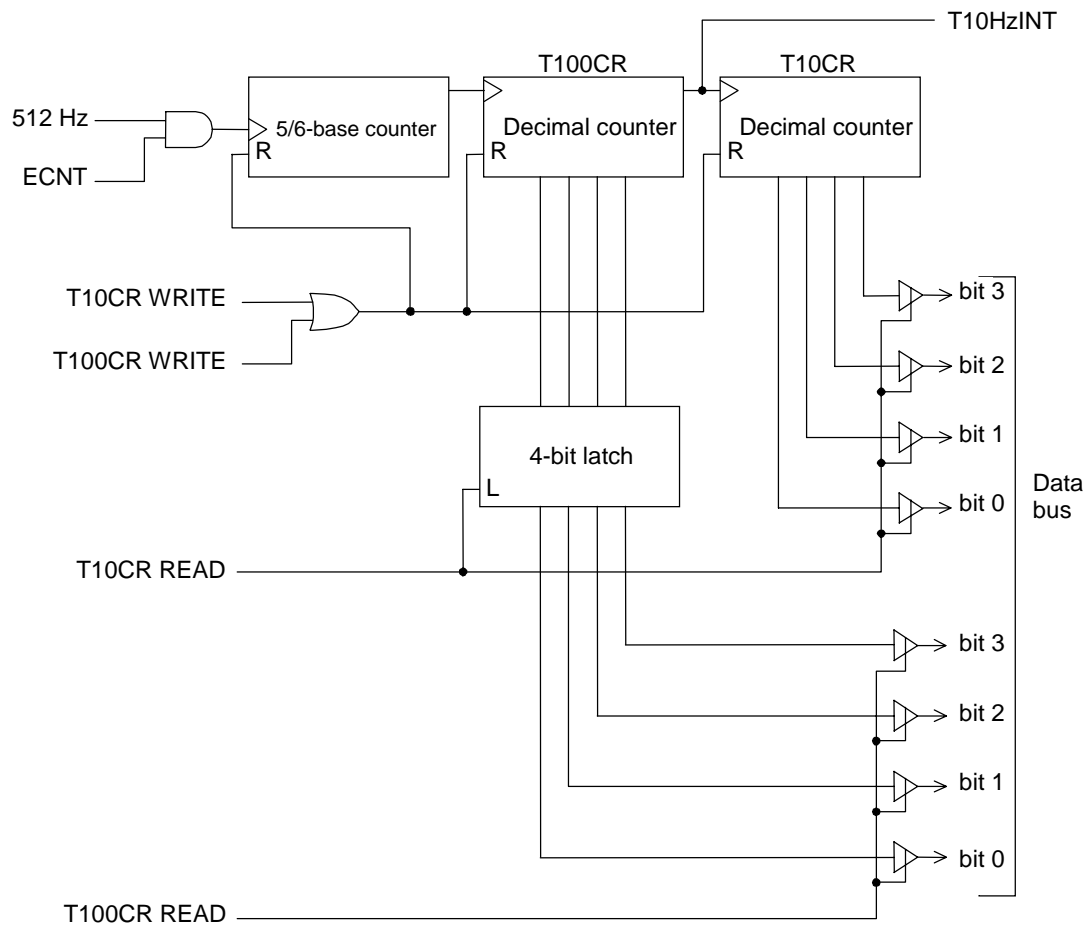 T10HzINT
T100CR
T10CR
512 Hz
ECNT
5/6-base counter
R
Decimal counter
R
Decimal counter
R
T10CR WRITE
T100CR WRITE
bit 3
bit 2
bit 1
bit 0
4-bit latch
L
Data
bus
T10CR READ
bit 3
bit 2
bit 1
bit 0
T100CR READ